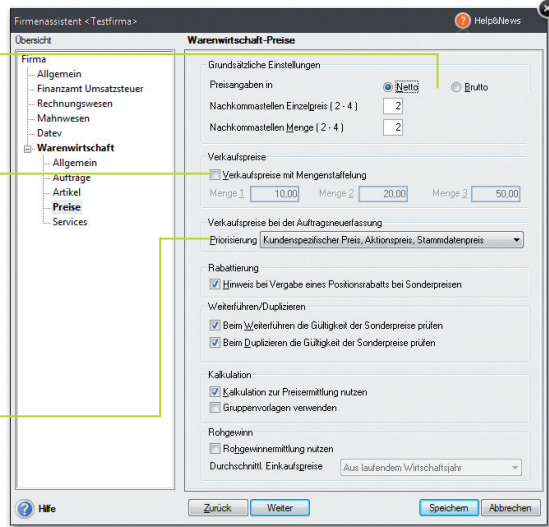 Firmenassistent <Testfirma>
Help&News
Übersicht
Firma
Allgemein
Finanzamt Umsatzsteuer
Rechnungswesen
Mahnwesen
Datev
Warenwirtschaft
Allgemein
Aufträge
Artikel
Preise
Services
Warenwirtschaft-Preise
Grundsätzliche Einstellungen
Preisangaben in Netto Brutto
Nachkommastellen Einzelpreis ( 2 - 4 ) 2
Nachkommastellen Menge ( 2 - 4 ) 2
Verkaufspreise
Verkaufspreise mit Mengenstaffelung
Menge 1 10,00 Menge 2 20,00 Menge 3 50,00
Verkaufspreise bei der Auftragsneuerfassung
Priorisierung Kundenspezifischer Preis, Aktionspreis, Stammdatenpreis
Rabattierung
Hinweis bei Vergabe eines Positionsrabatts bei Sonderpreisen
Weiterführen/Duplizieren
Beim Weiterführen die Gültigkeit der Sonderpreise prüfen
Beim Duplizieren die Gültigkeit der Sonderpreise prüfen
Kalkulation
Kalkulation zur Preisermittlung nutzen
Gruppenvorlagen verwenden
Rohgewinn
Rohgewinnermittlung nutzen
Durchschnittl. Einkaufspreise Aus laufendem Wirtschaftsjahr
Hilfe
Zurück Weiter Speichern Abbrechen